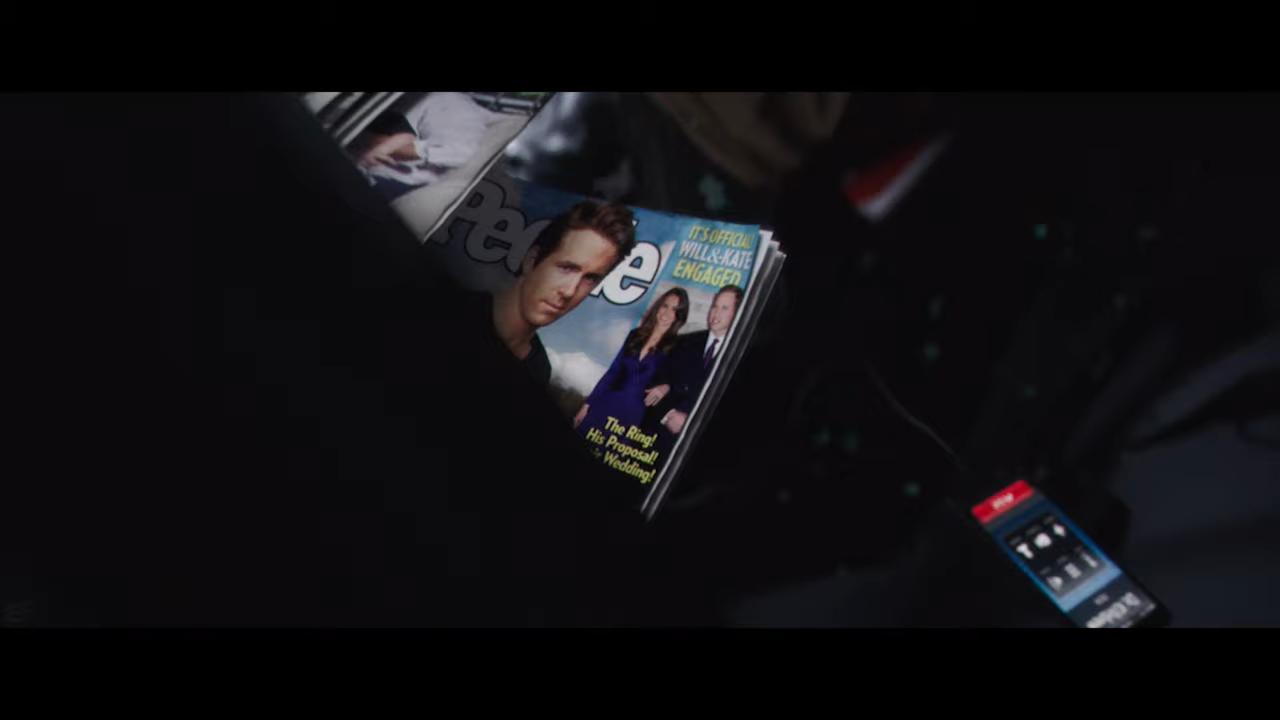 People
IT'S OFFICIAL!
WILL & KATE
ENGAGED
The Ring!
His Proposal!
Wedding!